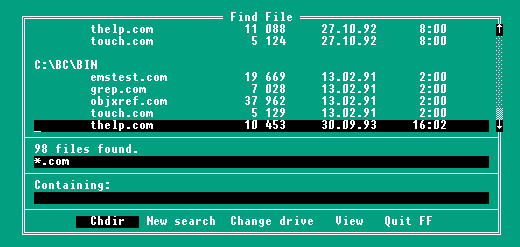 Find File
thelp.com 11 088 27.10.92 8:00
touch.com 5 124 27.10.92 8:00
C:\BC\BIN
emstest.com 19 669 13.02.91 2:00
grep.com 7 028 13.02.91 2:00
objxref.com 37 962 13.02.91 2:00
touch.com 5 129 13.02.91 2:00
thelp.com 10 453 30.09.93 16:02
98 files found.
*.com
Containing:
Chdir New search Change drive View Quit FF